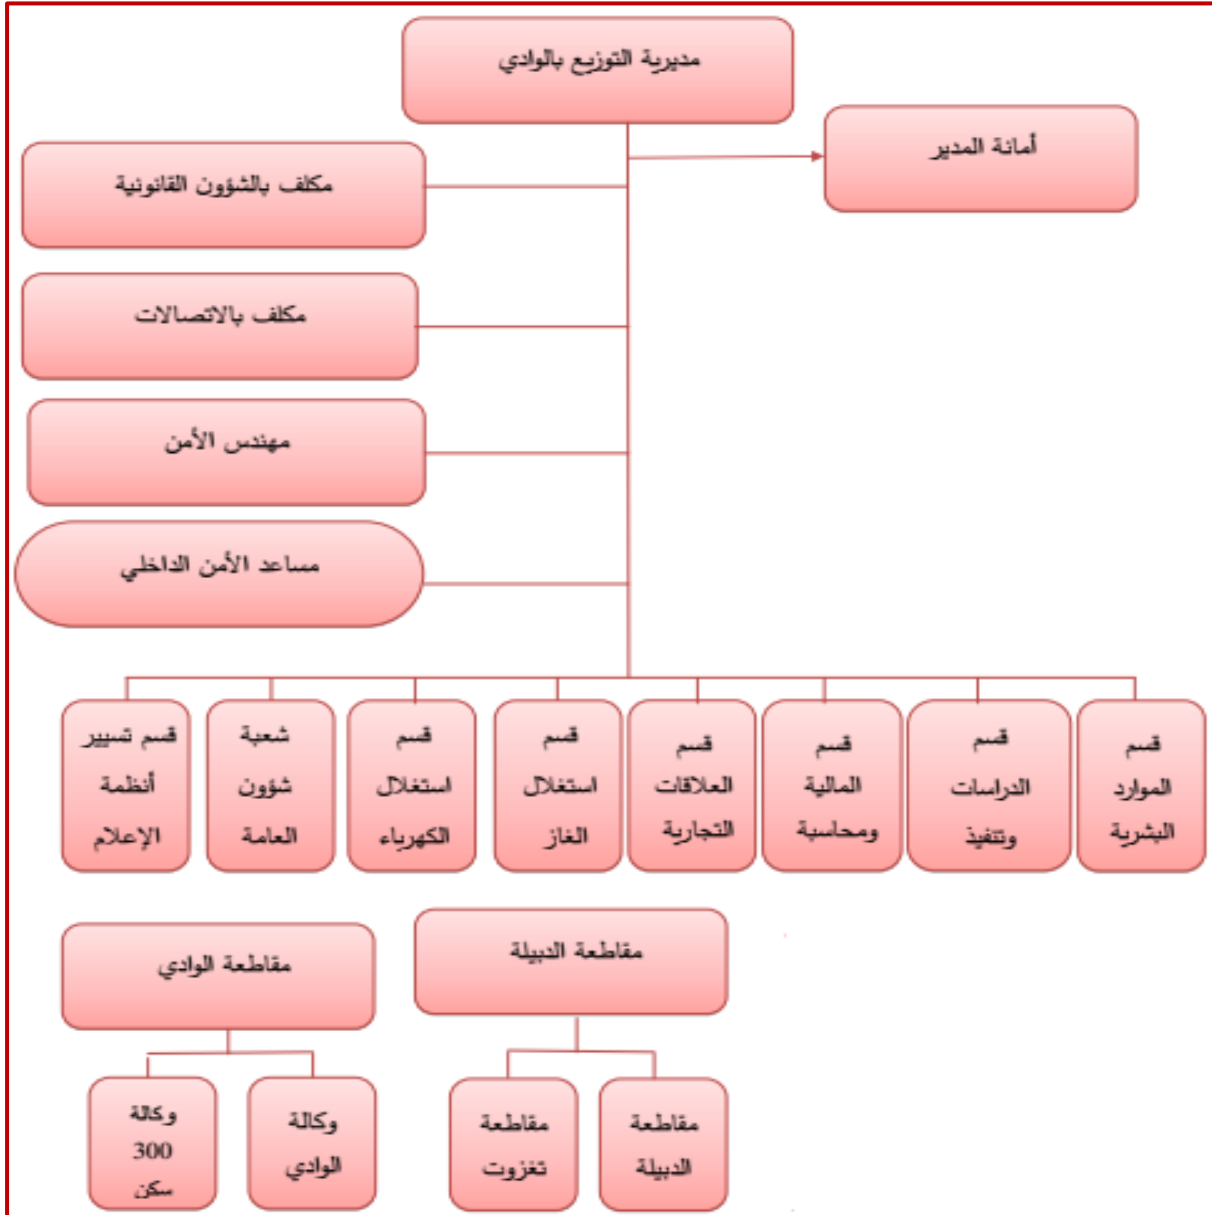 مديرية التوزيع بالوادي
أمانة المدير
مكلف بالشؤون القانونية
مكلف بالاتصالات
مهندس الأمن
مساعد الأمن الداخلي
قسم
الموارد
البشرية
قسم
الدراسات
وتنفيذ
قسم
المالية
ومحاسبة
قسم
العلاقات
التجارية
قسم
استغلال
الغاز
قسم
استغلال
الكهرباء
شعبة
شؤون
العامة
قسم تسيير
أنظمة
الإعلام
مقاطعة الدبيلة
مقاطعة
الدبيلة
مقاطعة
تغزوت
مقاطعة الوادي
وكالة
الوادي
وكالة
300
سكن